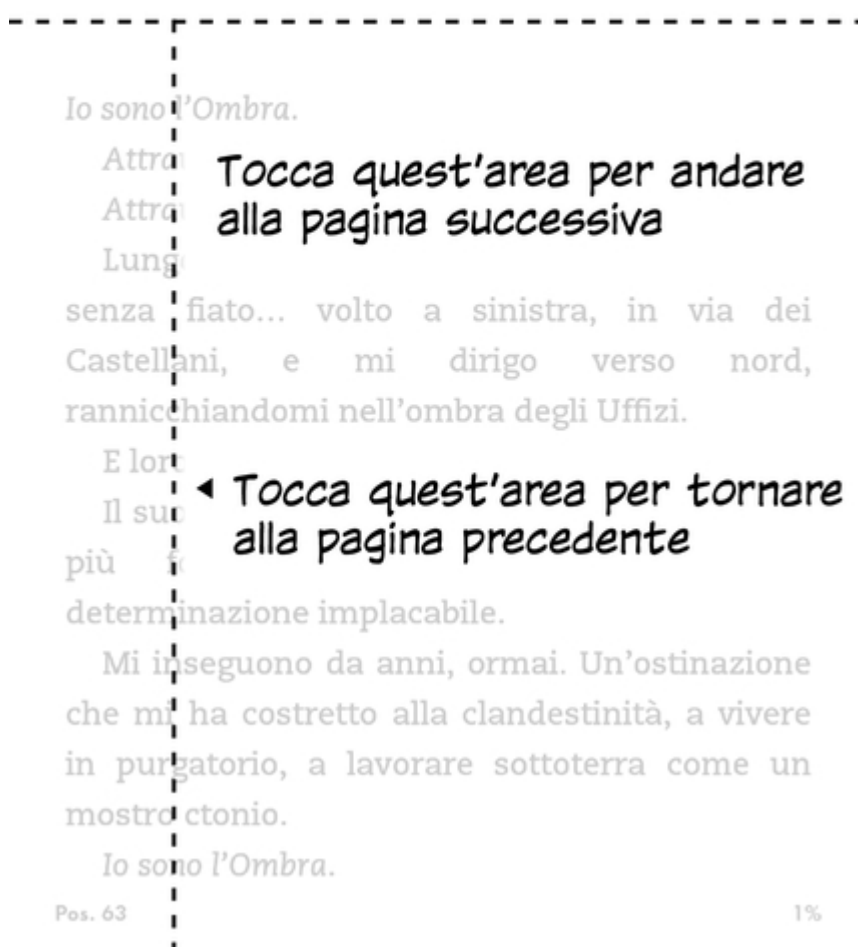 Io sono l'Ombra.
Tocca quest'area per andare
alla pagina successiva
senza fiato... volto a sinistra, in via dei
Castellani, e mi dirigo verso nord,
rannicchiandomi nell'ombra degli Uffizi.
◀ Tocca quest'area per tornare
alla pagina precedente
Il
più
determinazione implacabile.
Mi inseguono da anni, ormai. Un'ostinazione
che mi ha costretto alla clandestinità, a vivere
in purgatorio, a lavorare sottoterra come un
mostro ctonio.
Io sono l'Ombra.
Pos. 63 1%